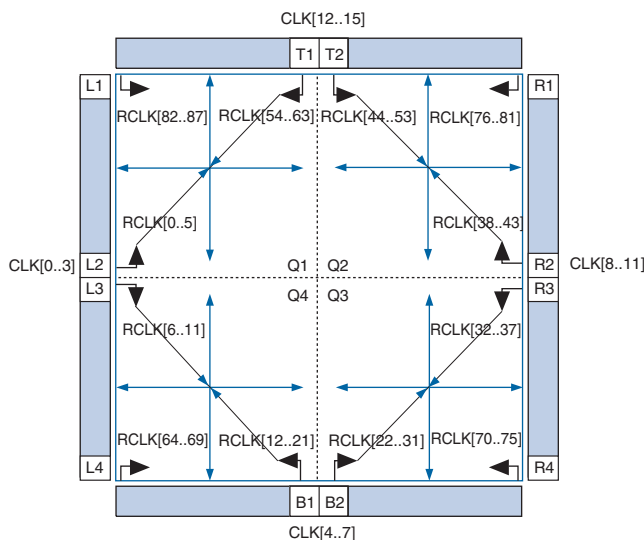 CLK[12..15]
T1 T2
L1 R1
RCLK[82..87] RCLK[54..63] RCLK[44..53] RCLK[76..81]
RCLK[0..5] RCLK[38..43]
CLK[0..3] L2 Q1 Q2 R2 CLK[8..11]
L3 Q4 Q3 R3
RCLK[6..11] RCLK[32..37]
RCLK[64..69] RCLK[12..21] RCLK[22..31] RCLK[70..75]
L4 R4
B1 B2
CLK[4..7]